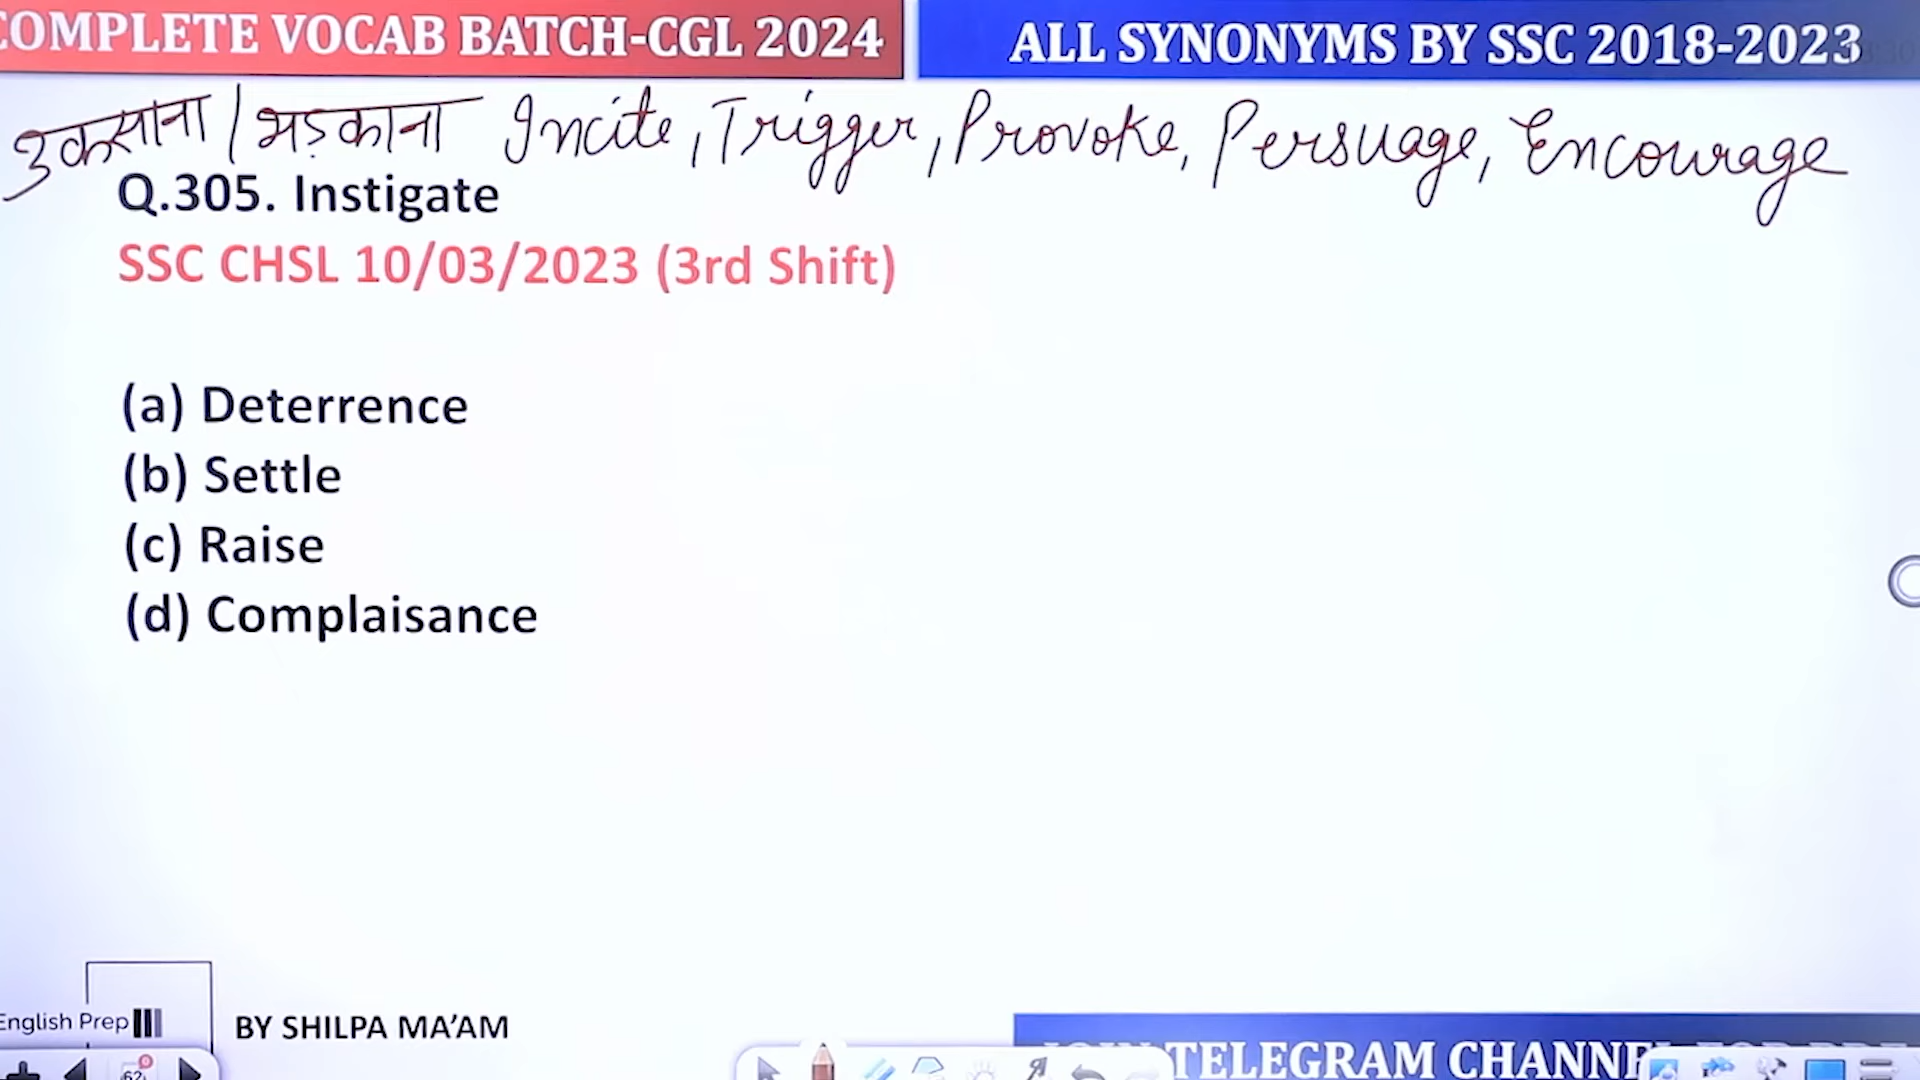 COMPLETE VOCAB BATCH-CGL 2024
ALL SYNONYMS BY SSC 2018-2023
उकसाना / भड़काना Incite, Trigger, Provoke, Persuage, Encourage
Q.305. Instigate
SSC CHSL 10/03/2023 (3rd Shift)
(a) Deterrence
(b) Settle
(c) Raise
(d) Complaisance
English Prep
BY SHILPA MA'AM
62
TELEGRAM CHANNEL